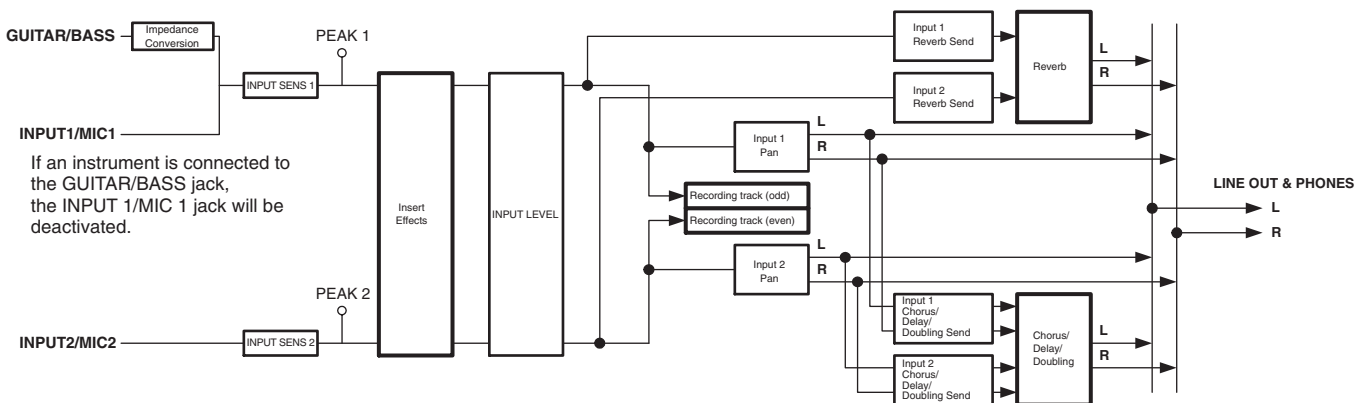 GUITAR/BASS
Impedance
Conversion
PEAK 1
INPUT SENS 1
INPUT1/MIC1
If an instrument is connected to
the GUITAR/BASS jack,
the INPUT 1/MIC 1 jack will be
deactivated.
PEAK 2
INPUT2/MIC2
INPUT SENS 2
Insert
Effects
INPUT LEVEL
Input 1
Reverb Send
Input 2
Reverb Send
Reverb
L
R
Input 1
Pan
L
R
Recording track (odd)
Recording track (even)
Input 2
Pan
L
R
Input 1
Chorus/
Delay/
Doubling Send
Input 2
Chorus/
Delay/
Doubling Send
Chorus/
Delay/
Doubling
L
R
LINE OUT & PHONES
L
R